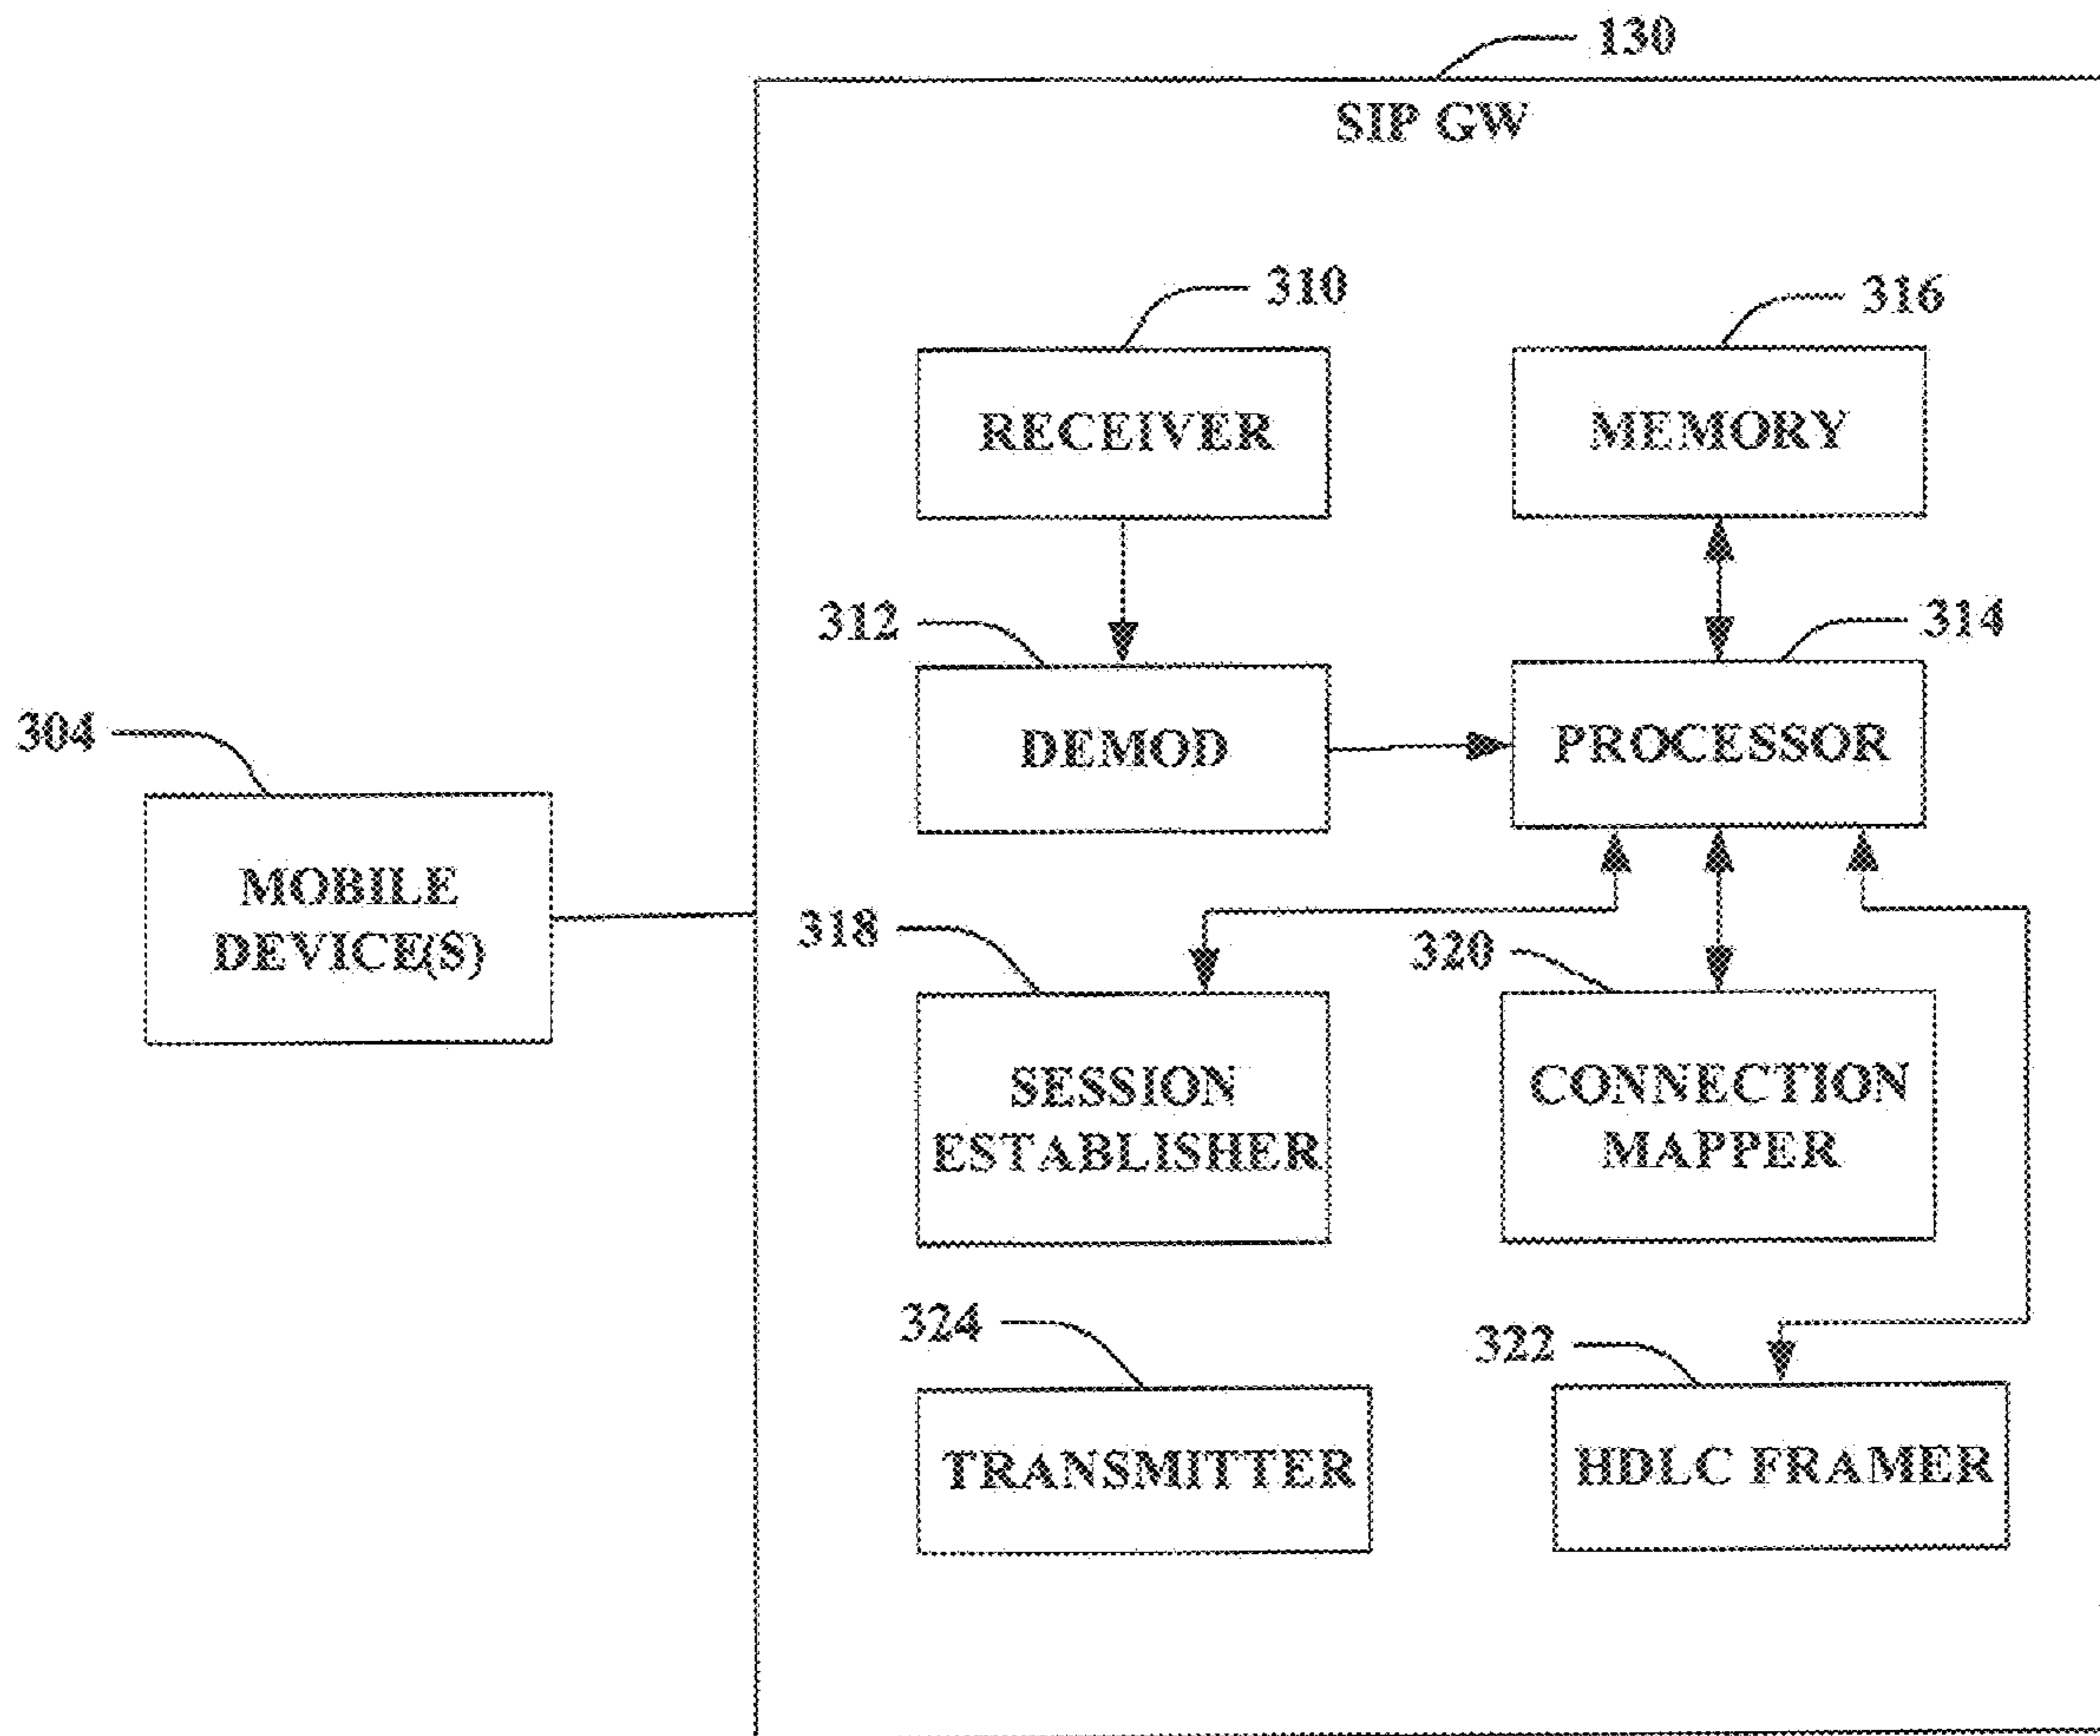 130
SIP GW
310
316
RECEIVER
MEMORY
312
314
304
DEMOD
PROCESSOR
MOBILE
DEVICE(S)
318
320
SESSION
ESTABLISHER
CONNECTION
MAPPER
324
322
TRANSMITTER
HDLC FRAMER